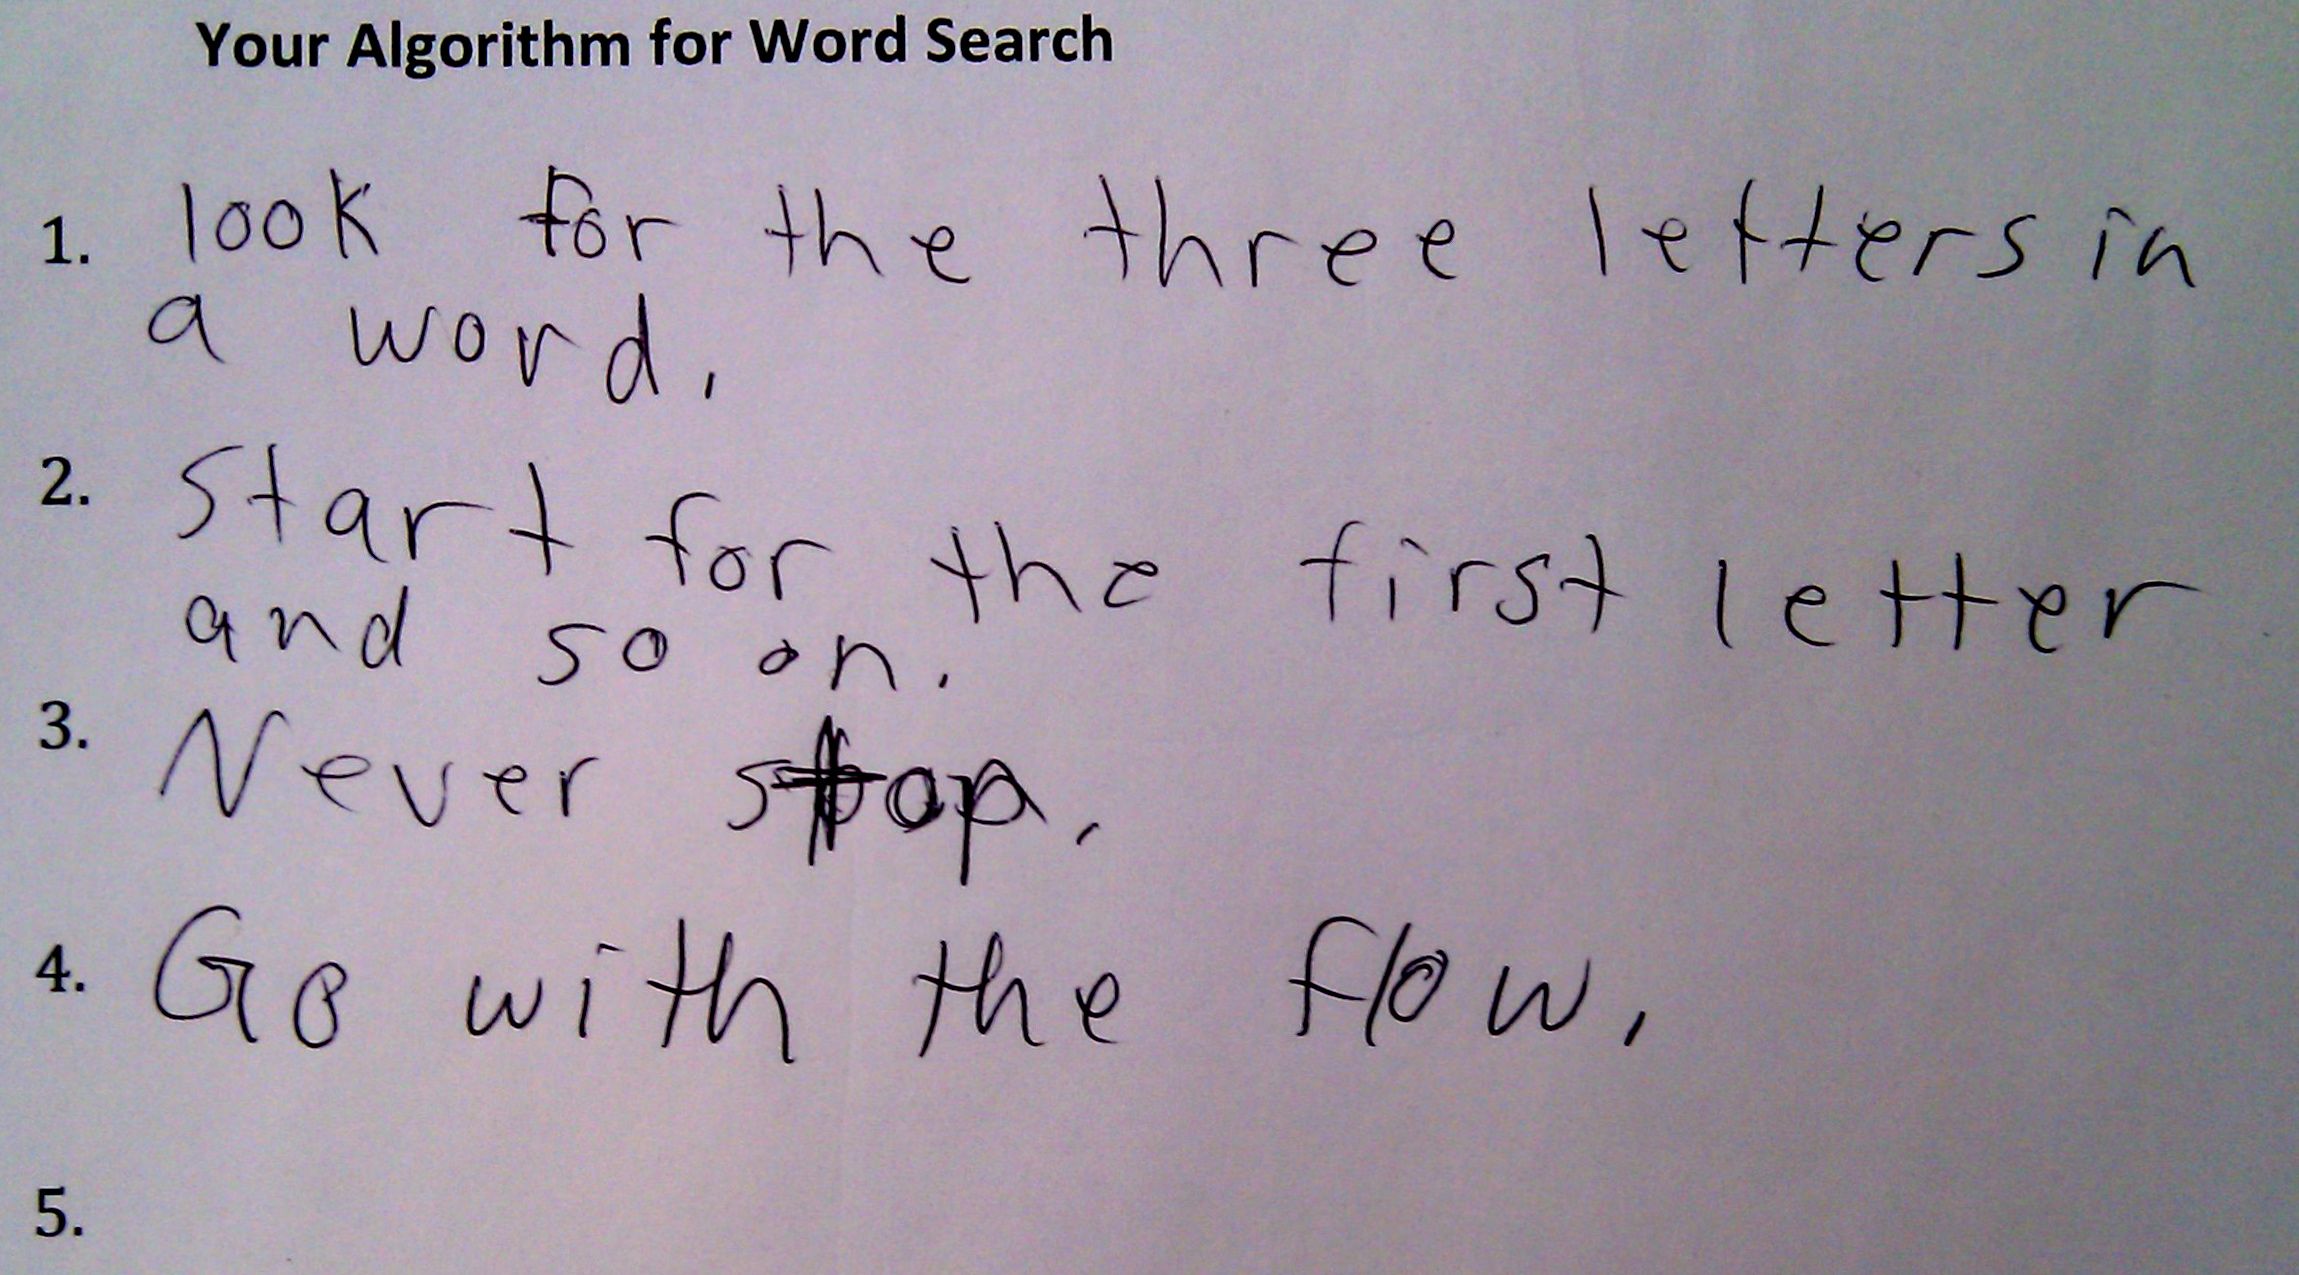 Your Algorithm for Word Search
1. look for the three letters in
a word.
2. Start for the first letter
and so on.
3. Never stop.
4. Go with the flow.
5.